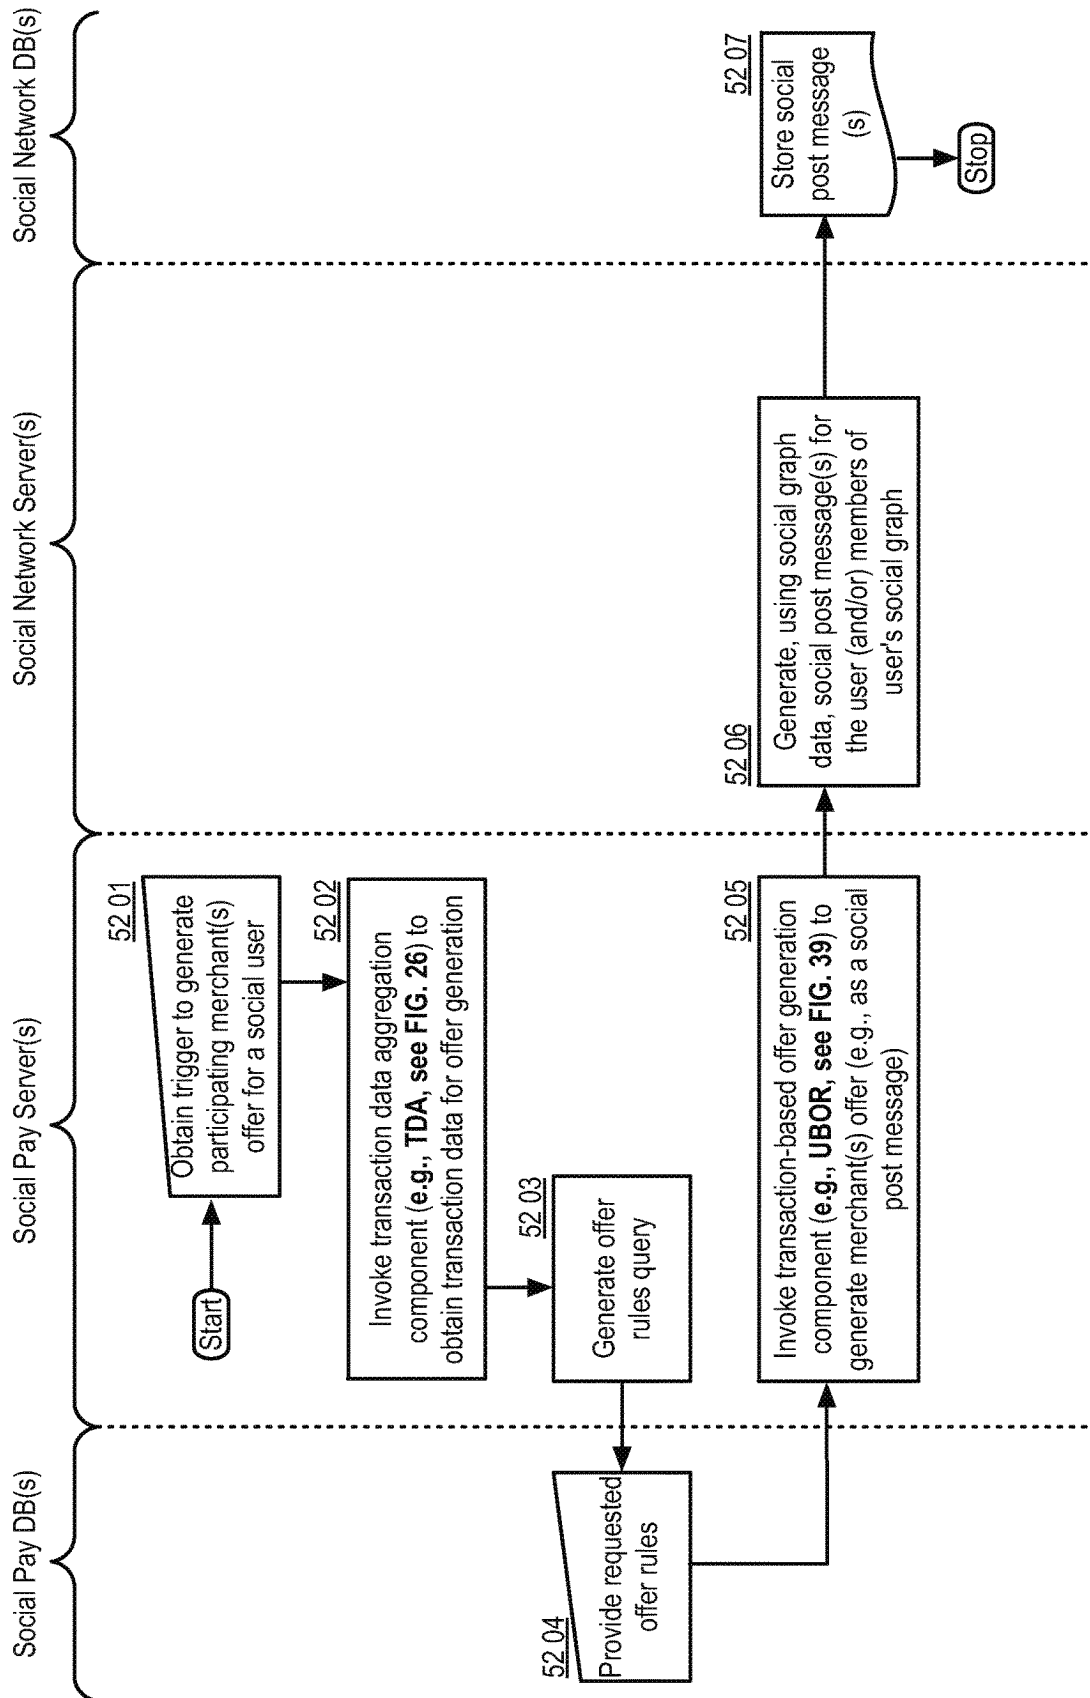 Social Pay DB(s)
Social Pay Server(s)
Social Network Server(s)
Social Network DB(s)
Start
52 01
Obtain trigger to generate
participating merchant(s)
offer for a social user
52 02
Invoke transaction data aggregation
component (e.g., TDA, see FIG. 26) to
obtain transaction data for offer generation
52 03
Generate offer
rules query
52 04
Provide requested
offer rules
52 05
Invoke transaction-based offer generation
component (e.g., UBOR, see FIG. 39) to
generate merchant(s) offer (e.g., as a social
post message)
52 06
Generate, using social graph
data, social post message(s) for
the user (and/or) members of
user's social graph
52 07
Store social
post message
(s)
Stop